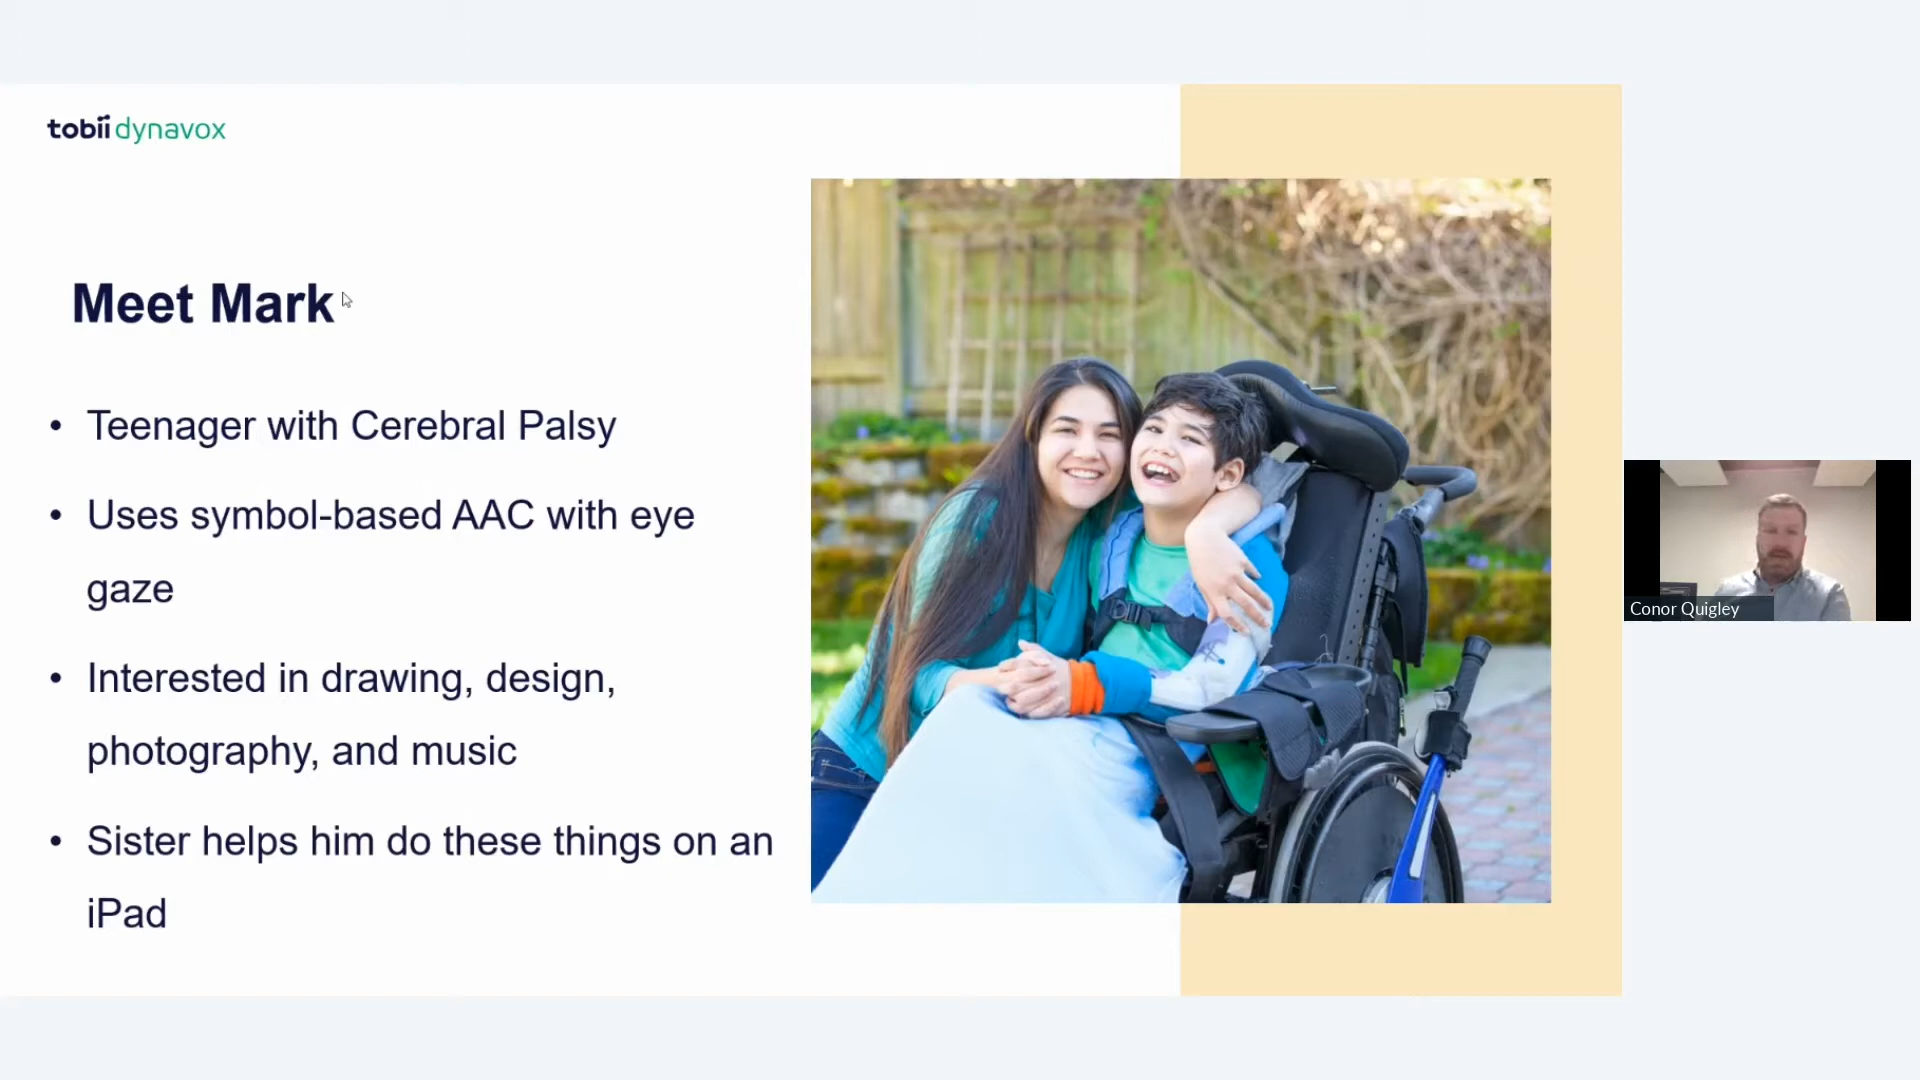 tobii dynavox
Meet Mark
• Teenager with Cerebral Palsy
• Uses symbol-based AAC with eye
gaze
• Interested in drawing, design,
photography, and music
• Sister helps him do these things on an
iPad
Conor Quigley